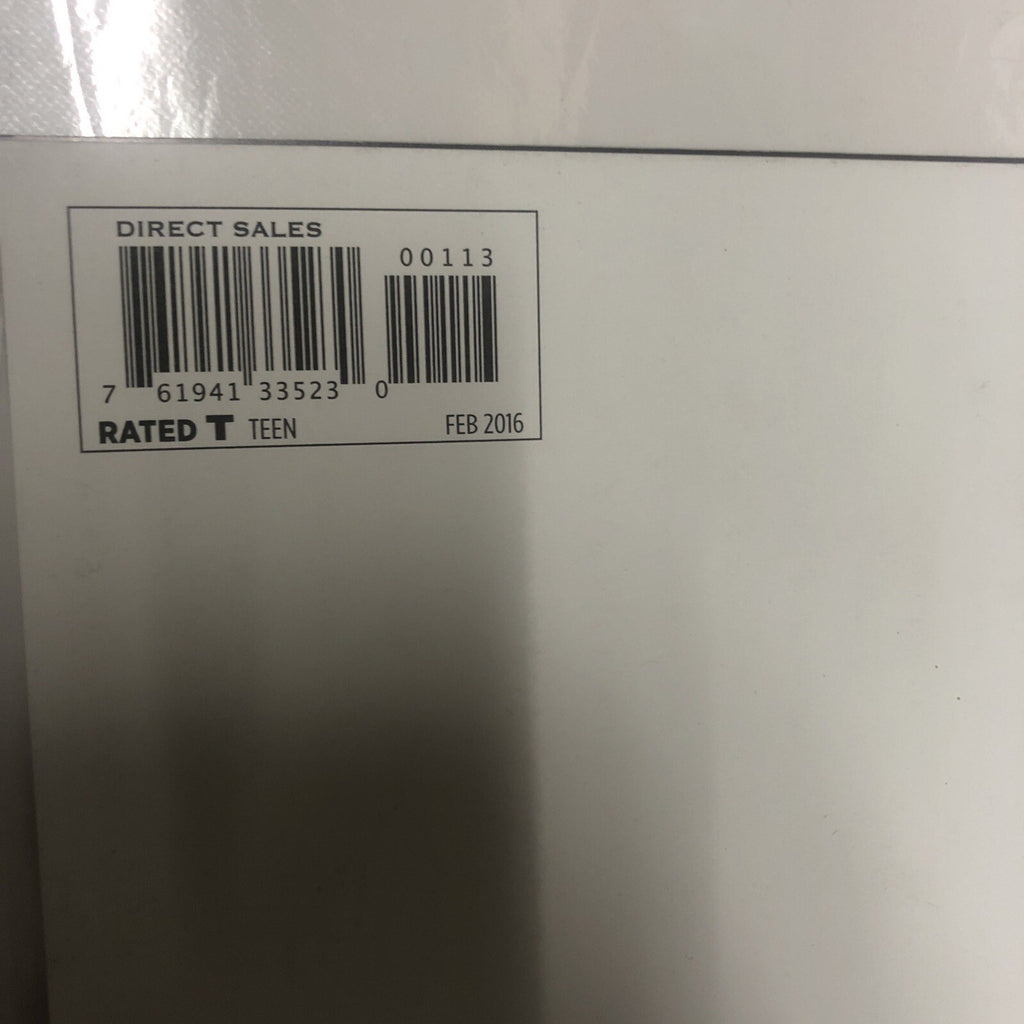 DIRECT SALES
00113
7 61941 33523 0
RATED T TEEN
FEB 2016